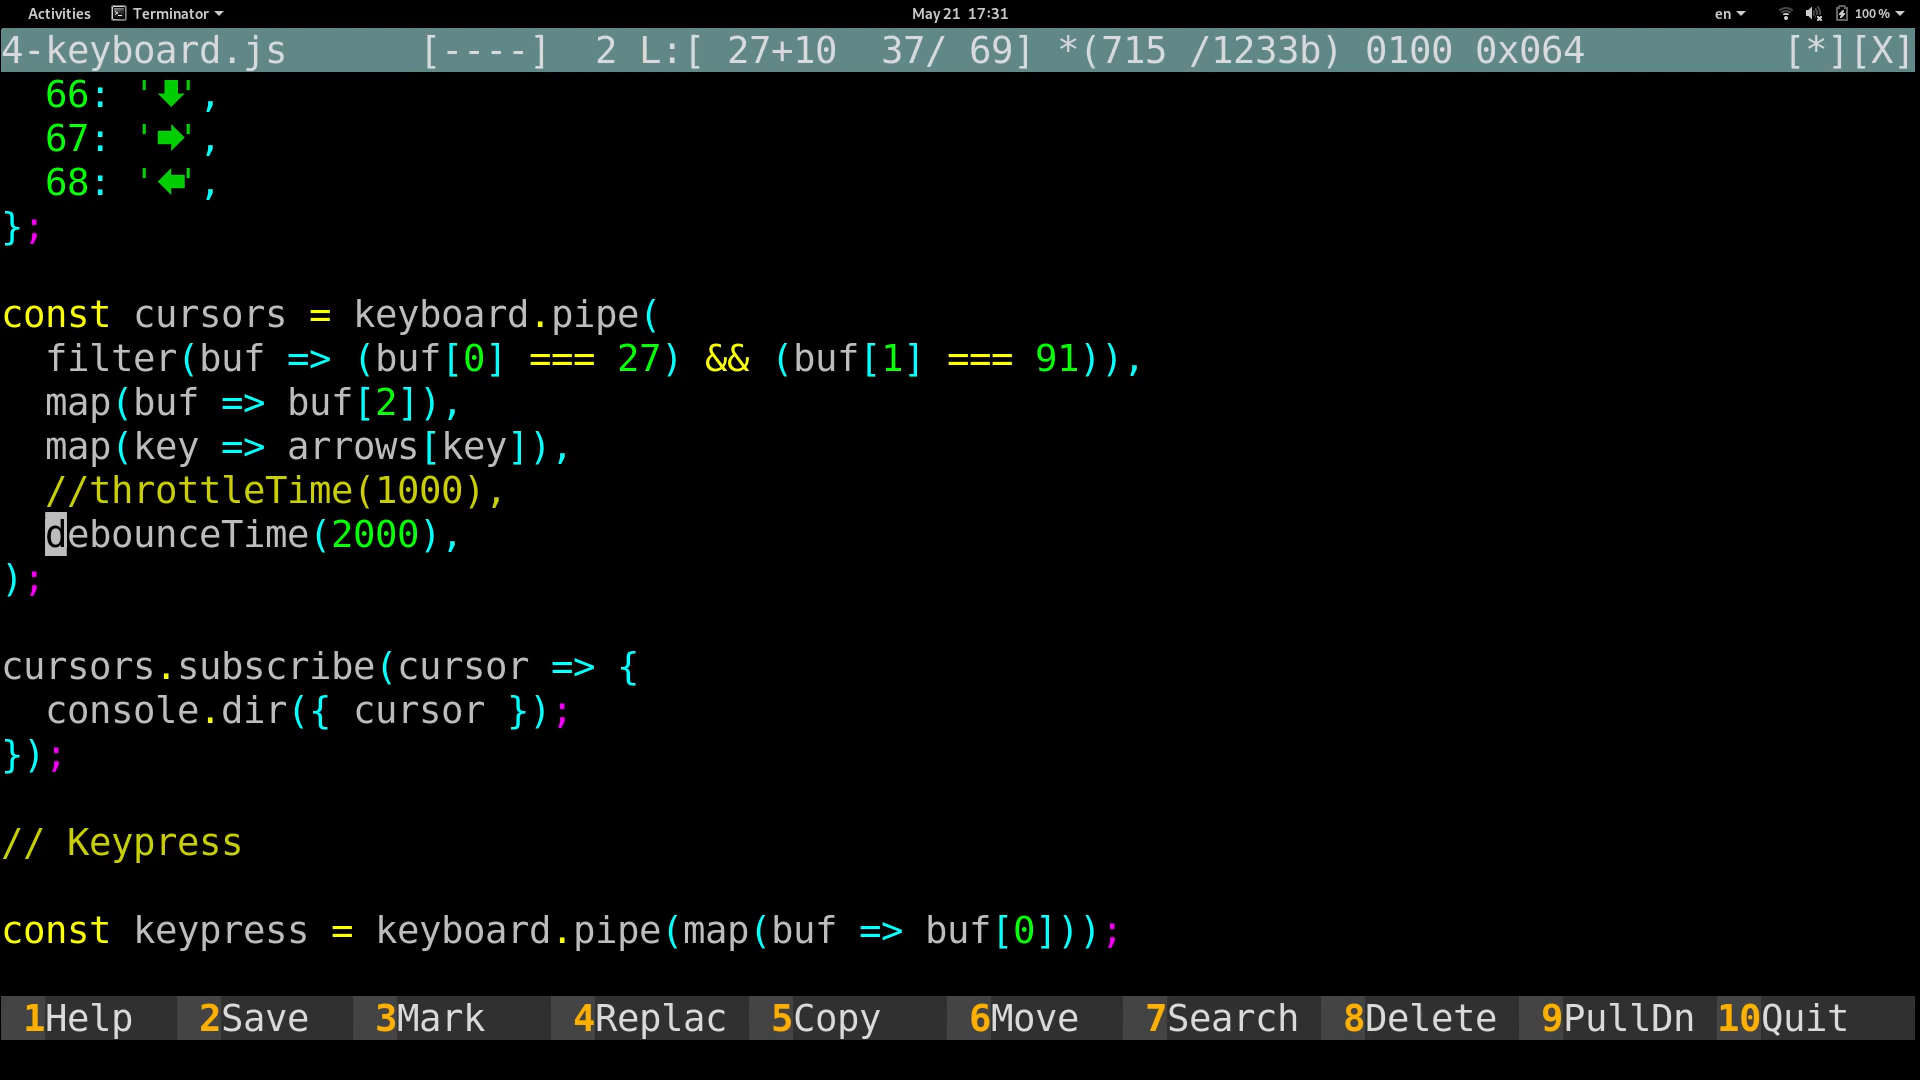 Activities Terminator May 21 17:31 en 100 %
4-keyboard.js [----] 2 L:[ 27+10 37/ 69] *(715 /1233b) 0100 0x064 [*][X]
66: '🡇',
67: '🡆',
68: '🡄',
};
const cursors = keyboard.pipe(
filter(buf => (buf[0] === 27) && (buf[1] === 91)),
map(buf => buf[2]),
map(key => arrows[key]),
//throttleTime(1000),
debounceTime(2000),
);
cursors.subscribe(cursor => {
console.dir({ cursor });
});
// Keypress
const keypress = keyboard.pipe(map(buf => buf[0]));
1Help 2Save 3Mark 4Replac 5Copy 6Move 7Search 8Delete 9PullDn 10Quit